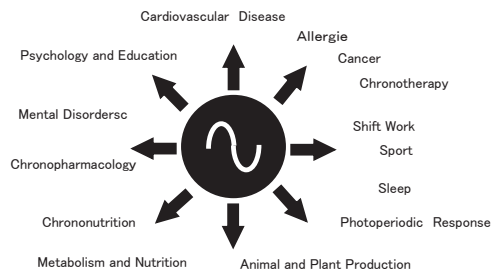 Cardiovascular Disease
Allergie
Psychology and Education
Cancer
Chronotherapy
Mental Disordersc
Shift Work
Sport
Chronopharmacology
Sleep
Chrononutrition
Photoperiodic Response
Metabolism and Nutrition
Animal and Plant Production